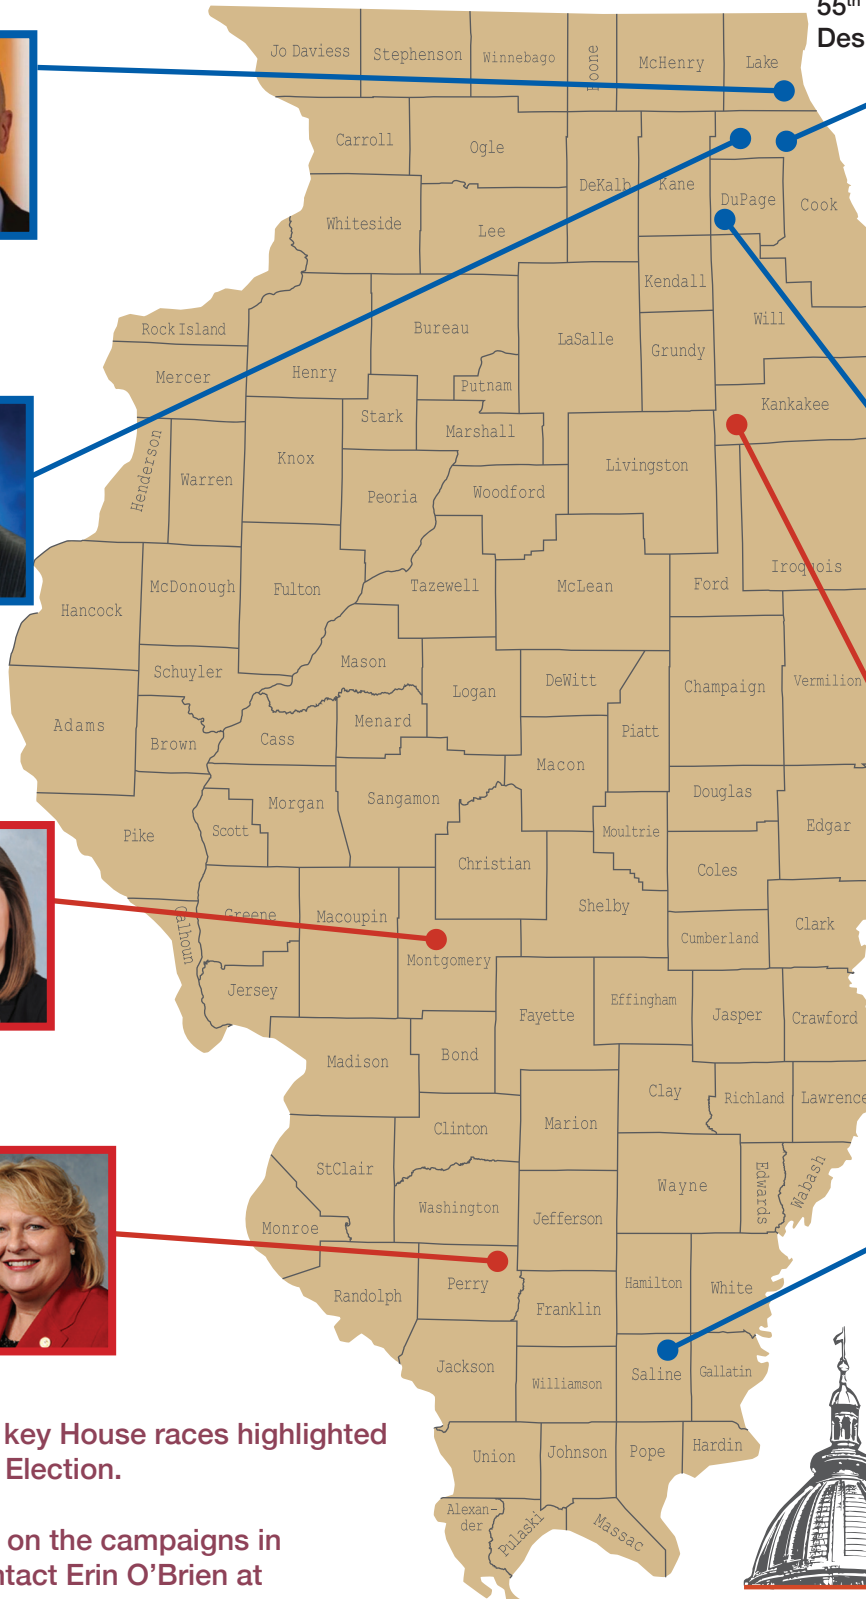 55th
Des
Jo Daviess
Stephenson
Winnebago
Boone
McHenry
Lake
Carroll
Ogle
DeKalb
Kane
DuPage
Cook
Whiteside
Lee
Kendall
Will
Rock Island
Bureau
LaSalle
Grundy
Mercer
Henry
Putnam
Kankakee
Stark
Marshall
Henderson
Warren
Knox
Peoria
Woodford
Livingston
Iroquois
Hancock
McDonough
Fulton
Tazewell
McLean
Ford
Schuyler
Mason
Logan
DeWitt
Champaign
Vermilion
Adams
Brown
Cass
Menard
Piatt
Macon
Pike
Scott
Morgan
Sangamon
Douglas
Moultrie
Edgar
Christian
Coles
Shelby
Calhoun
Greene
Macoupin
Montgomery
Cumberland
Clark
Jersey
Fayette
Effingham
Jasper
Crawford
Madison
Bond
Clay
Richland
Lawrence
Clinton
Marion
StClair
Washington
Wayne
Edwards
Wabash
Monroe
Jefferson
Randolph
Perry
Franklin
Hamilton
White
Jackson
Williamson
Saline
Gallatin
Union
Johnson
Pope
Hardin
Alexan-
der
Pulaski
Massac
key House races highlighted
Election.
on the campaigns in
ntact Erin O'Brien at